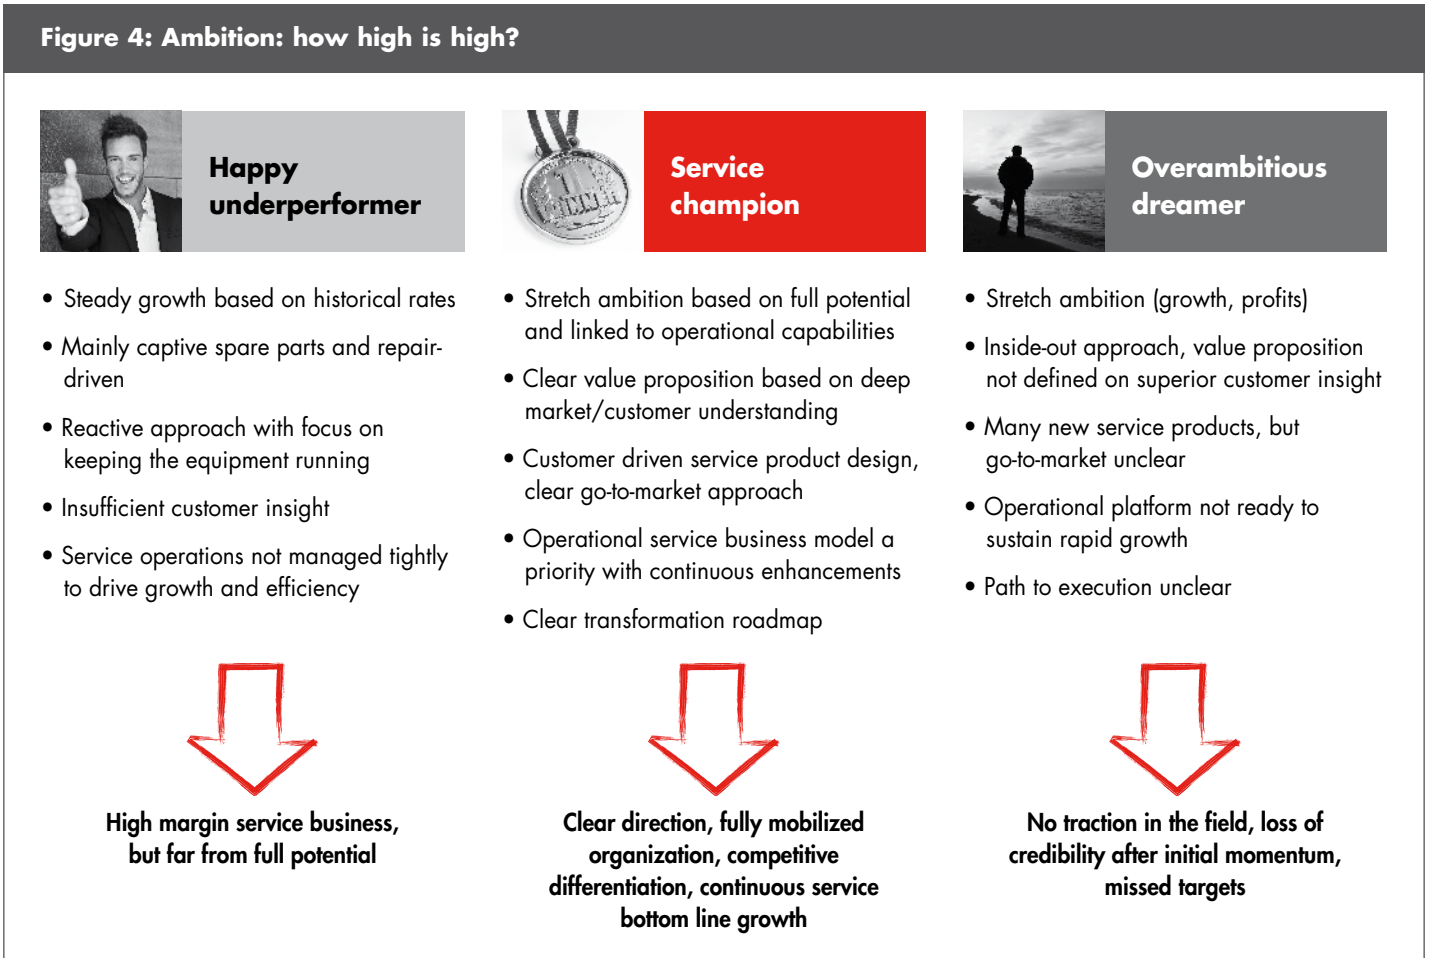 Figure 4: Ambition: how high is high?
Happy
underperformer
• Steady growth based on historical rates
• Mainly captive spare parts and repair-
driven
• Reactive approach with focus on
keeping the equipment running
• Insufficient customer insight
• Service operations not managed tightly
to drive growth and efficiency
High margin service business,
but far from full potential
1
WINNER
Service
champion
• Stretch ambition based on full potential
and linked to operational capabilities
• Clear value proposition based on deep
market/customer understanding
• Customer driven service product design,
clear go-to-market approach
• Operational service business model a
priority with continuous enhancements
• Clear transformation roadmap
Clear direction, fully mobilized
organization, competitive
differentiation, continuous service
bottom line growth
Overambitious
dreamer
• Stretch ambition (growth, profits)
• Inside-out approach, value proposition
not defined on superior customer insight
• Many new service products, but
go-to-market unclear
• Operational platform not ready to
sustain rapid growth
• Path to execution unclear
No traction in the field, loss of
credibility after initial momentum,
missed targets